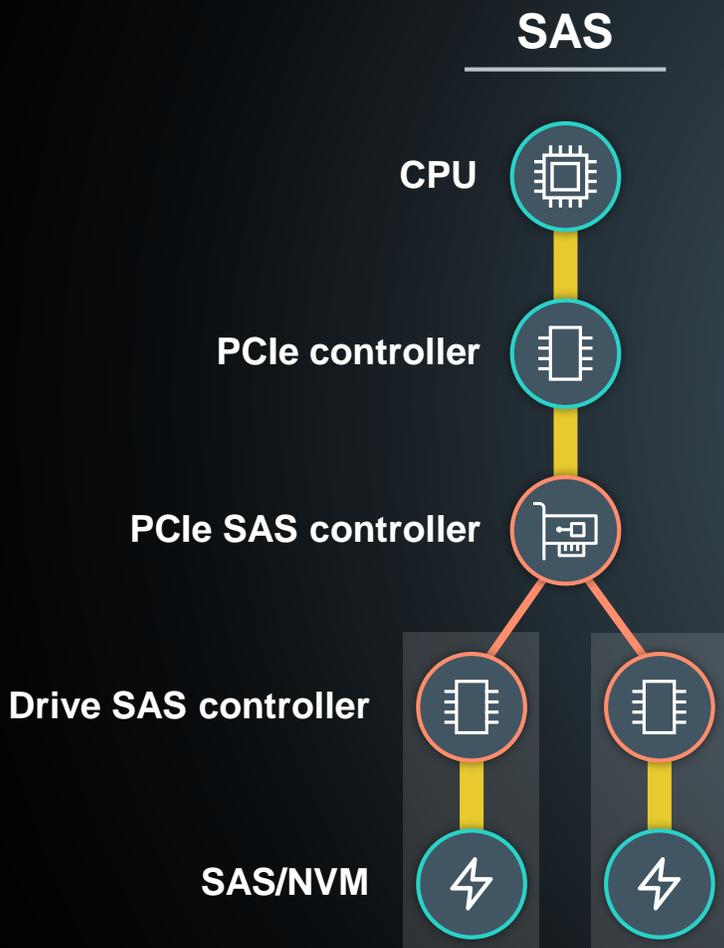 SAS
CPU
PCIe controller
PCIe SAS controller
Drive SAS controller
SAS/NVM